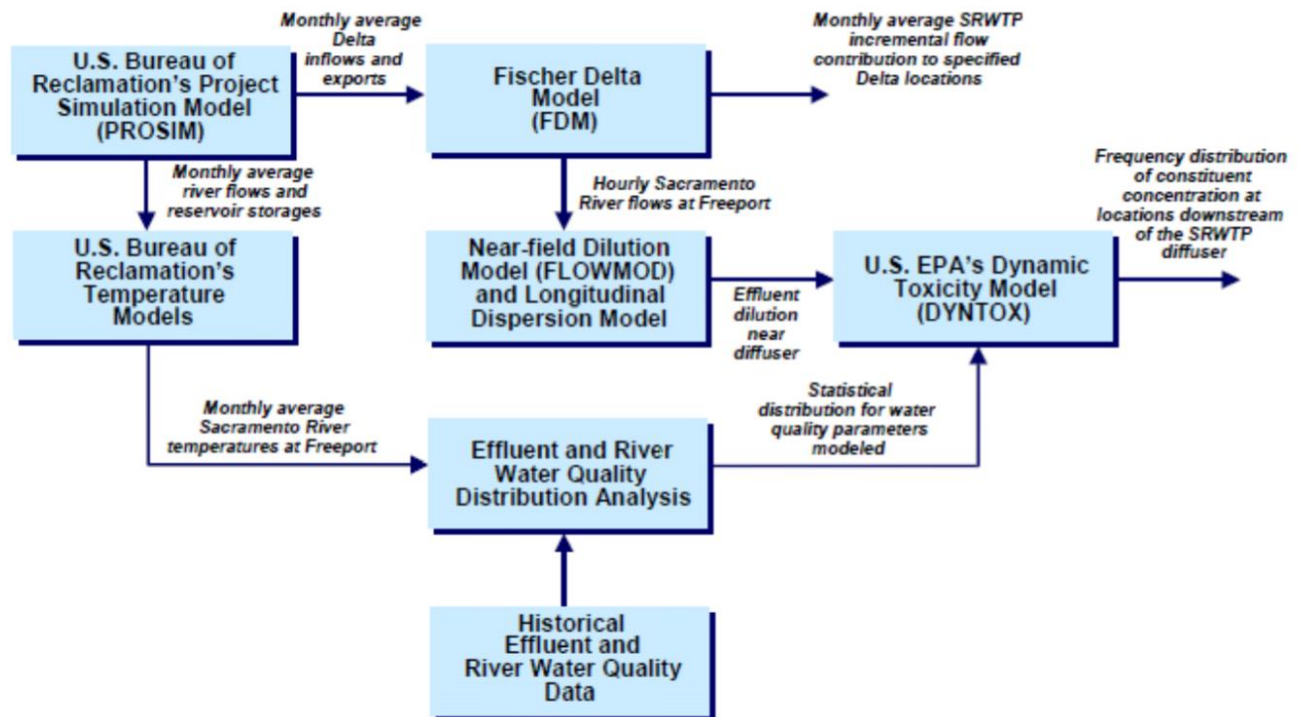 U.S. Bureau of
Reclamation's Project
Simulation Model
(PROSIM)
Monthly average
Delta
inflows and
exports
Fischer Delta
Model
(FDM)
Monthly average SRWTP
incremental flow
contribution to specified
Delta locations
Monthly average
river flows and
reservoir storages
Hourly Sacramento
River flows at Freeport
Frequency distribution
of constituent
concentration at
locations downstream
of the SRWTP
diffuser
U.S. Bureau of
Reclamation's
Temperature
Models
Near-field Dilution
Model (FLOWMOD)
and Longitudinal
Dispersion Model
Effluent
dilution
near
diffuser
U.S. EPA's Dynamic
Toxicity Model
(DYNTOX)
Monthly average
Sacramento River
temperatures at Freeport
Effluent and River
Water Quality
Distribution Analysis
Statistical
distribution for water
quality parameters
modeled
Historical
Effluent and
River Water Quality
Data